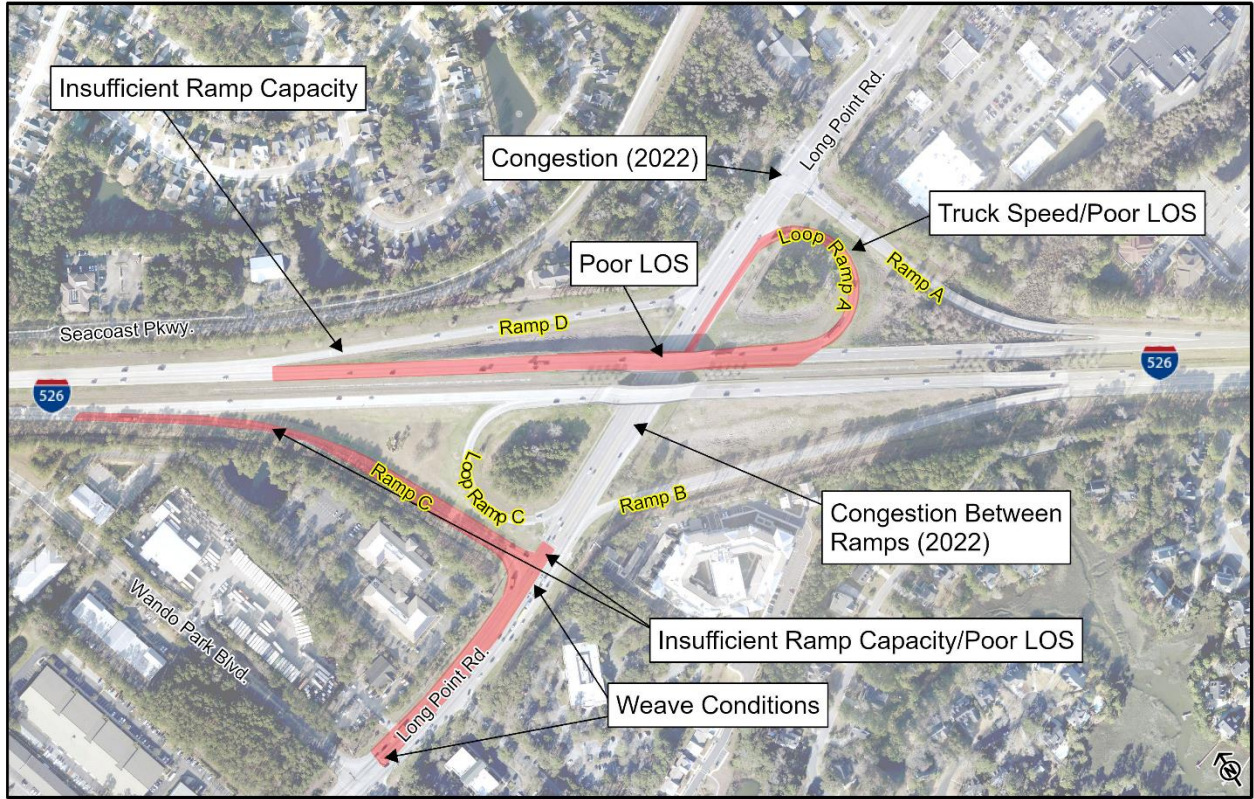 Insufficient Ramp Capacity
Long Point Rd.
Congestion (2022)
Truck Speed/Poor LOS
Loop Ramp A
Ramp A
Poor LOS
Seacoast Pkwy.
Ramp D
526
526
Ramp C
Loop Ramp C
Ramp B
Congestion Between
Ramps (2022)
Wando Park Blvd.
Insufficient Ramp Capacity/Poor LOS
Long Point Rd.
Weave Conditions
N